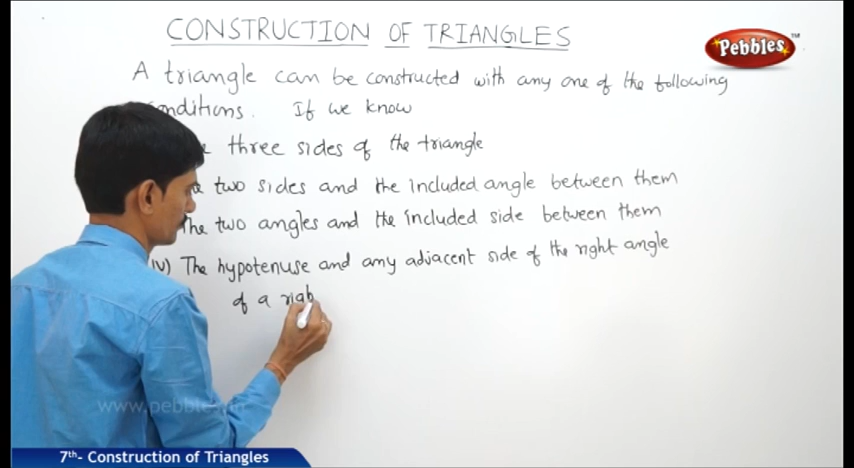 CONSTRUCTION OF TRIANGLES
Pebbles™
A triangle can be constructed with any one of the following
conditions. If we know
three sides of the triangle
two sides and the included angle between them
The two angles and the included side between them
iv) The hypotenuse and any adjacent side of the right angle
of a righ
www.pebbles.in
7th- Construction of Triangles